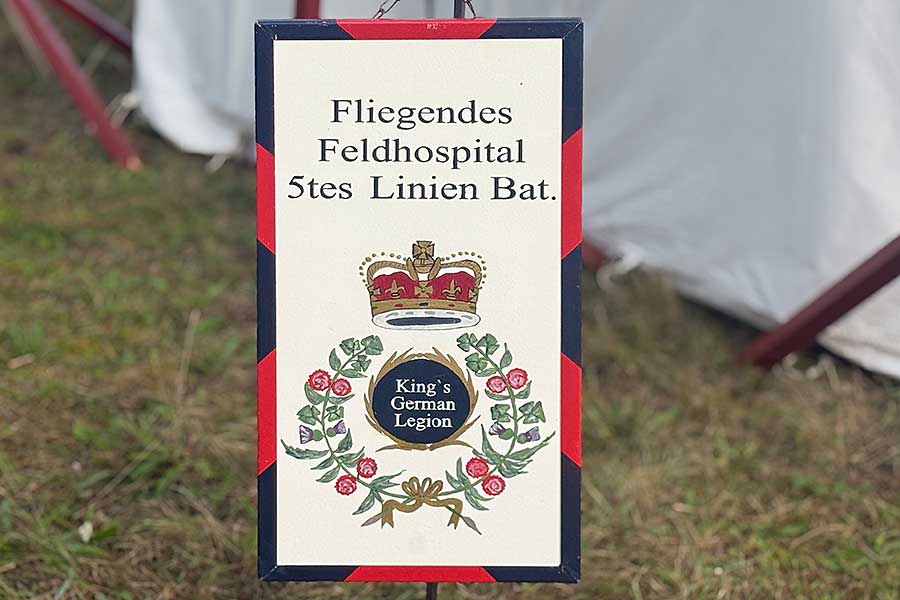 Fliegendes
Feldhospital
5tes Linien Bat.
King`s
German
Legion